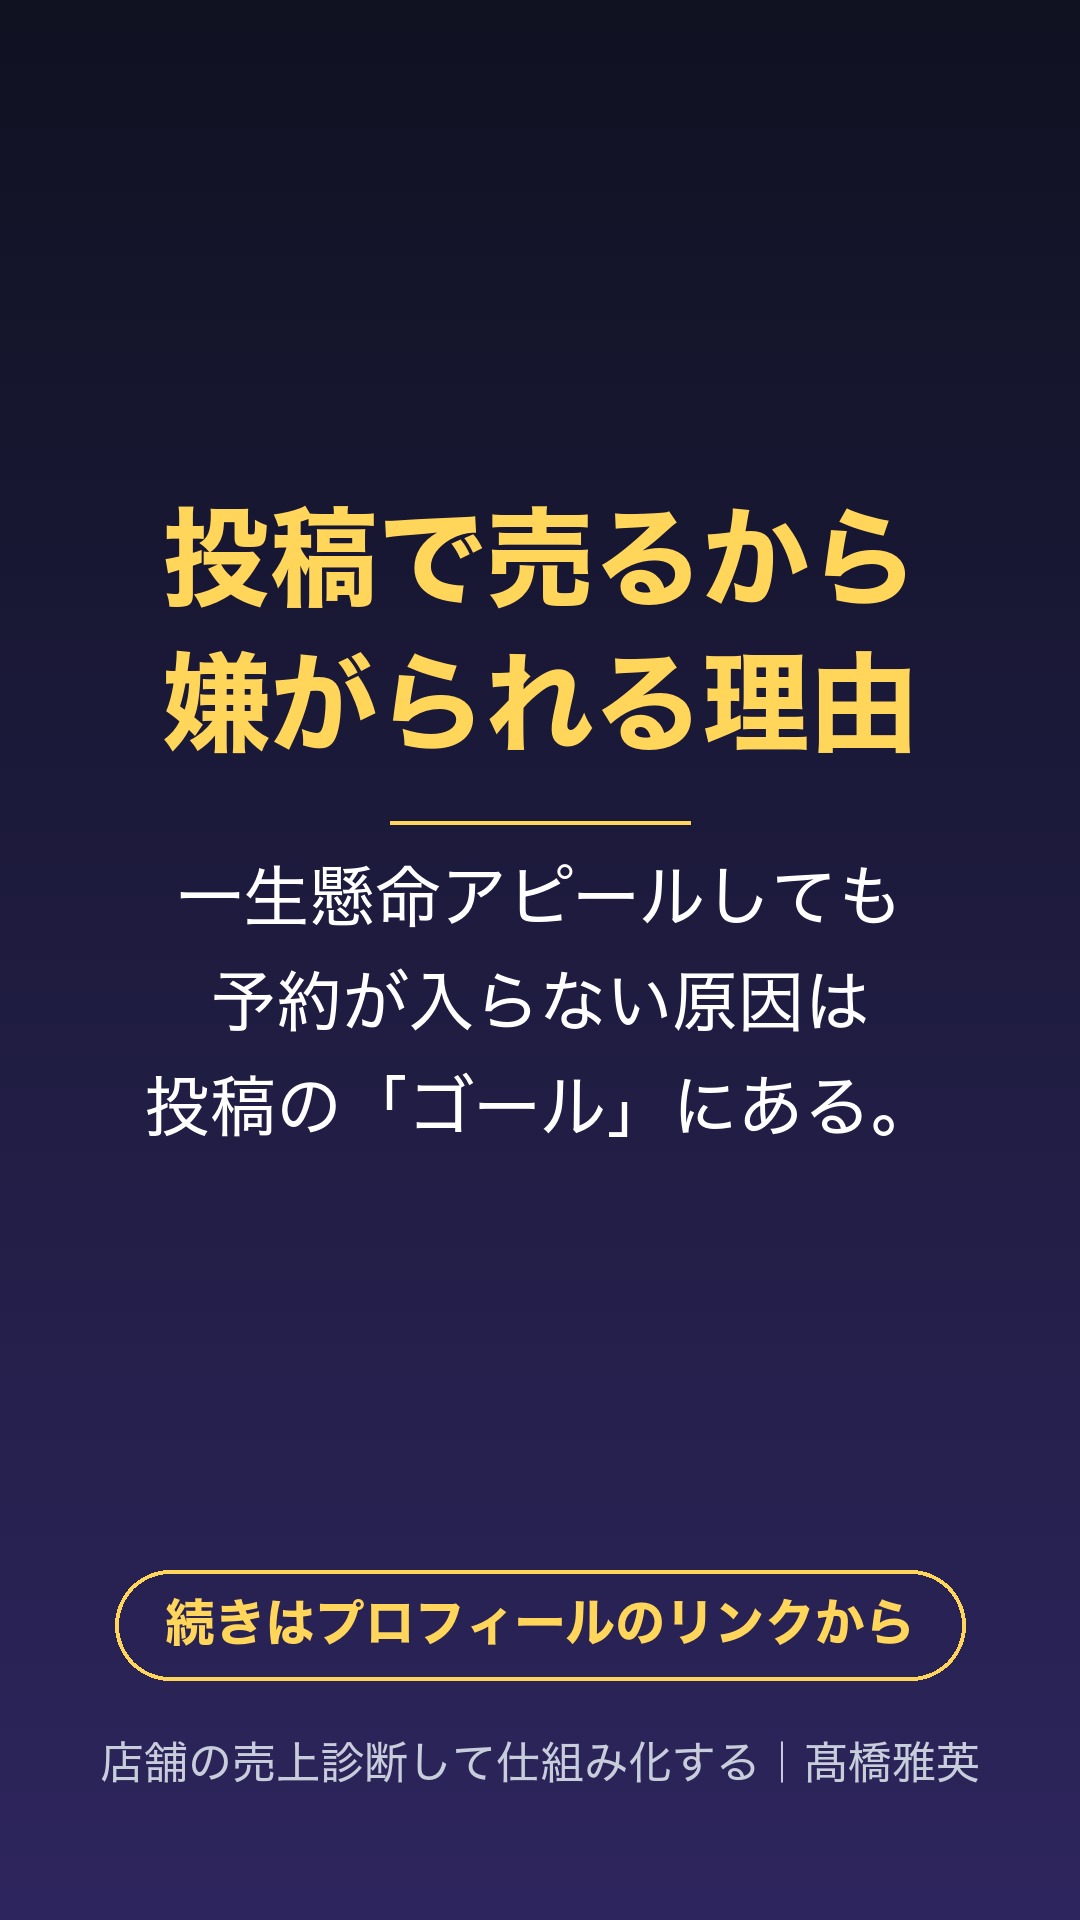 投稿で売るから
嫌がられる理由
一生懸命アピールしても
予約が入らない原因は
投稿の「ゴール」にある。
続きはプロフィールのリンクから
店舗の売上診断して仕組み化する｜髙橋雅英